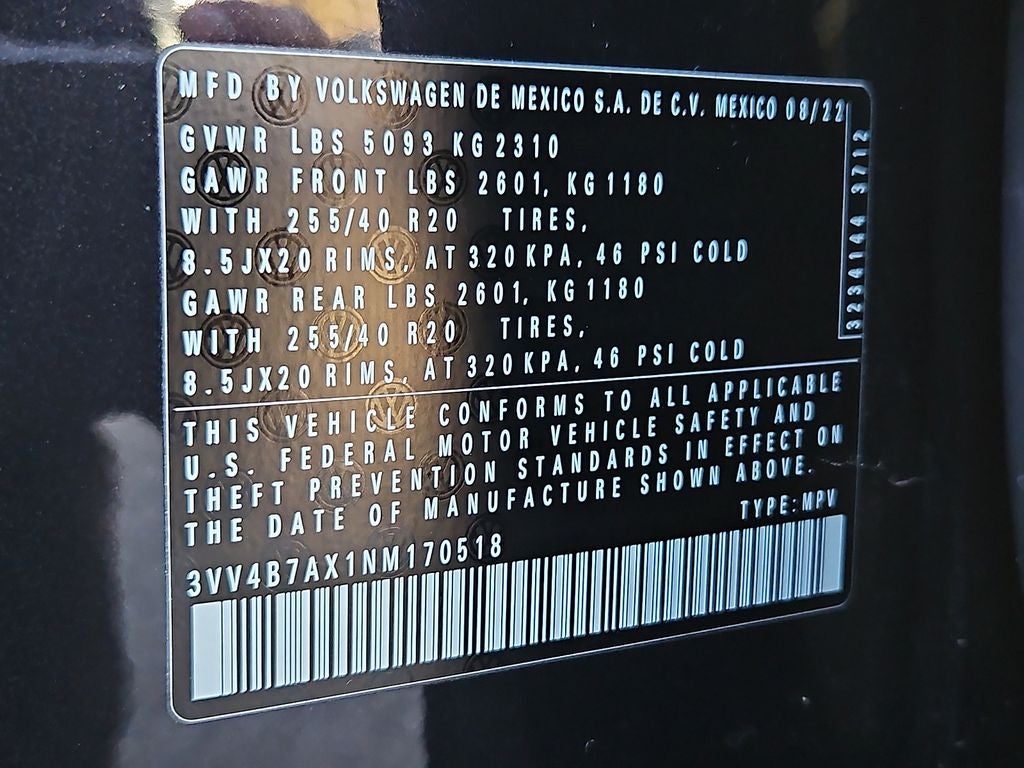 MFD BY VOLKSWAGEN DE MEXICO S.A. DE C.V. MEXICO 08/22
GVWR LBS 5093 KG 2310
GAWR FRONT LBS 2601, KG 1180
WITH 255/40 R20 TIRES,
8.5JX20 RIMS, AT 320 KPA, 46 PSI COLD
GAWR REAR LBS 2601, KG 1180
WITH 255/40 R20 TIRES,
8.5JX20 RIMS, AT 320 KPA, 46 PSI COLD
3234144 3712
THIS VEHICLE CONFORMS TO ALL APPLICABLE
U.S. FEDERAL MOTOR VEHICLE SAFETY AND
THEFT PREVENTION STANDARDS IN EFFECT ON
THE DATE OF MANUFACTURE SHOWN ABOVE.
TYPE: MPV
3VV4B7AX1NM170518